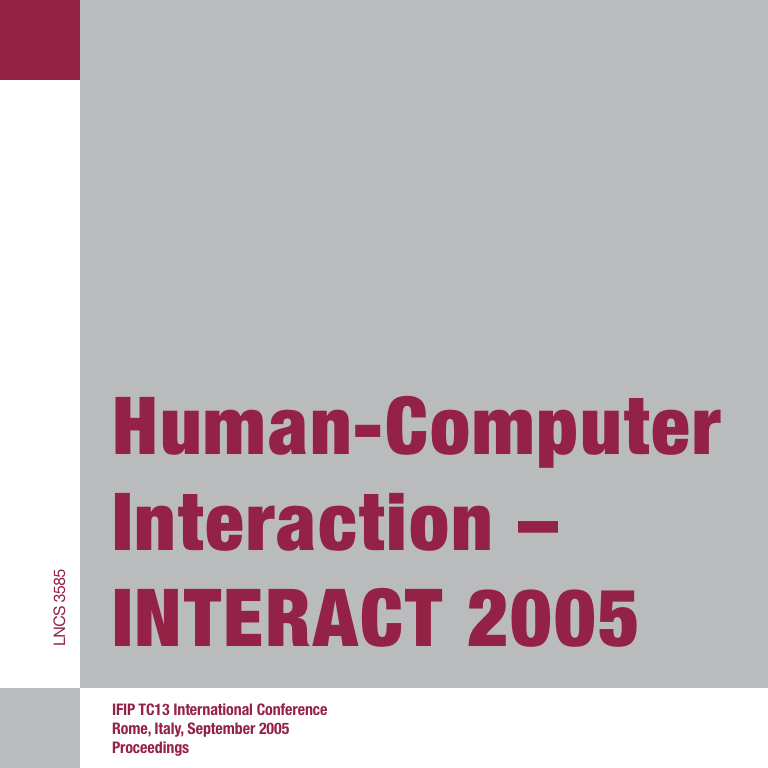 Human-Computer
Interaction –
INTERACT 2005
LNCS 3585
IFIP TC13 International Conference
Rome, Italy, September 2005
Proceedings